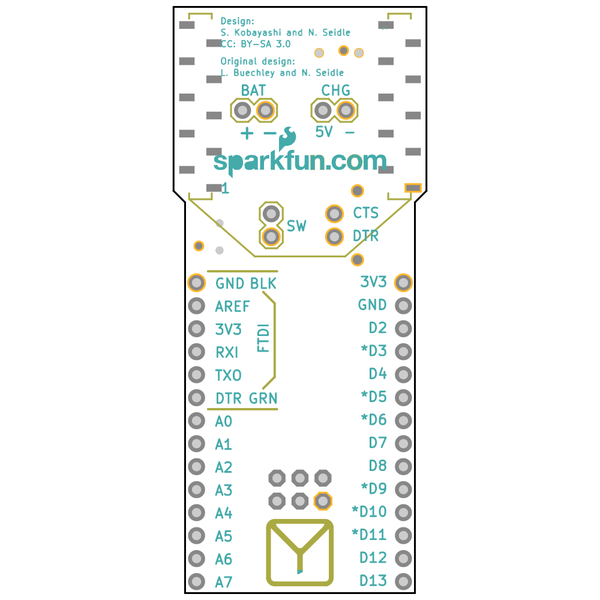 Design:
S. Kobayashi and N. Seidle
CC: BY-SA 3.0
Original design:
L. Buechley and N. Seidle
BAT
CHG
+ -
5V -
sparkfun.com
1
SW
CTS
DTR
GND BLK
AREF
3V3
RXI
TXO
DTR GRN
FTDI
A0
A1
A2
A3
A4
A5
A6
A7
3V3
GND
D2
*D3
D4
*D5
*D6
D7
D8
*D9
*D10
*D11
D12
D13